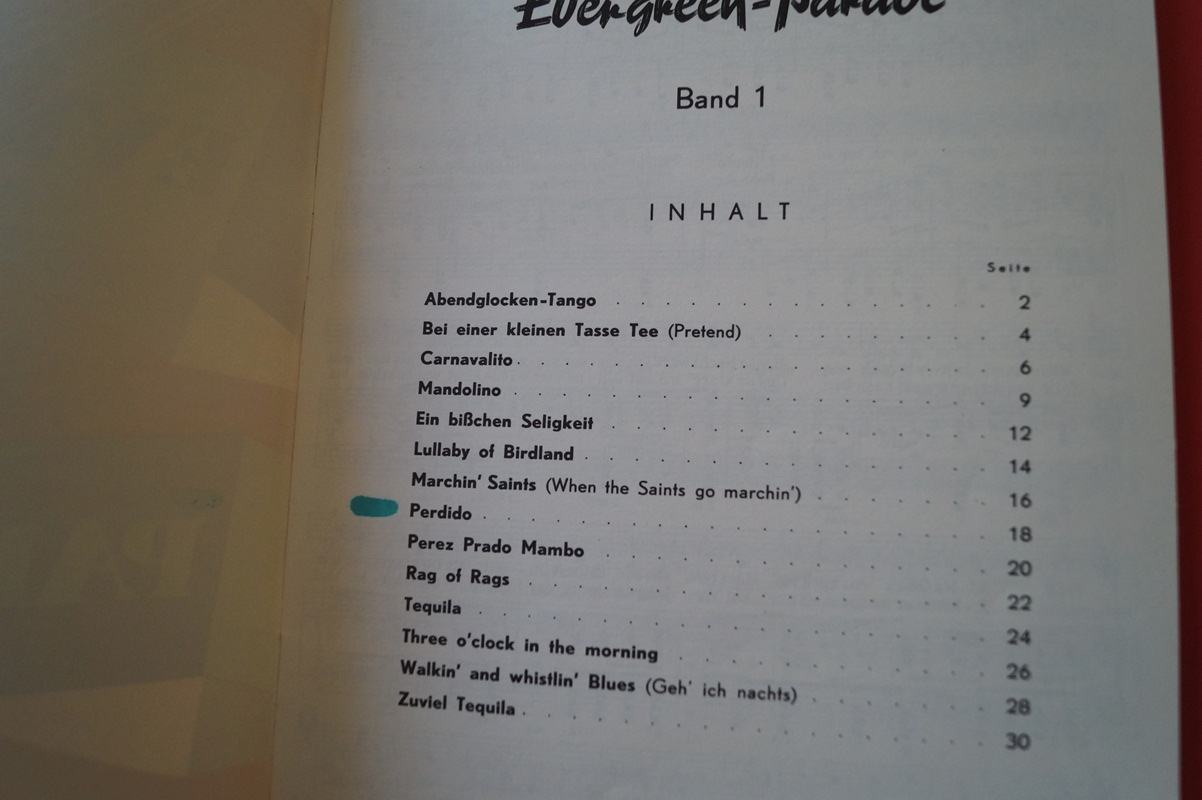 Evergreen-Parade
Band 1
INHALT
Seite
Abendglocken-Tango . . . . . . . . . . . . . . 2
Bei einer kleinen Tasse Tee (Pretend) . . . . . . . . 4
Carnavalito . . . . . . . . . . . . . . . . . 6
Mandolino . . . . . . . . . . . . . . . . . . 9
Ein bißchen Seligkeit . . . . . . . . . . . . . . 12
Lullaby of Birdland . . . . . . . . . . . . . . . 14
Marchin' Saints (When the Saints go marchin') . . . . . . 16
Perdido . . . . . . . . . . . . . . . . . . . 18
Perez Prado Mambo . . . . . . . . . . . . . . 20
Rag of Rags . . . . . . . . . . . . . . . . . 22
Tequila . . . . . . . . . . . . . . . . . . . 24
Three o'clock in the morning . . . . . . . . . . . 26
Walkin' and whistlin' Blues (Geh' ich nachts) . . . . . . 28
Zuviel Tequila . . . . . . . . . . . . . . . . . 30